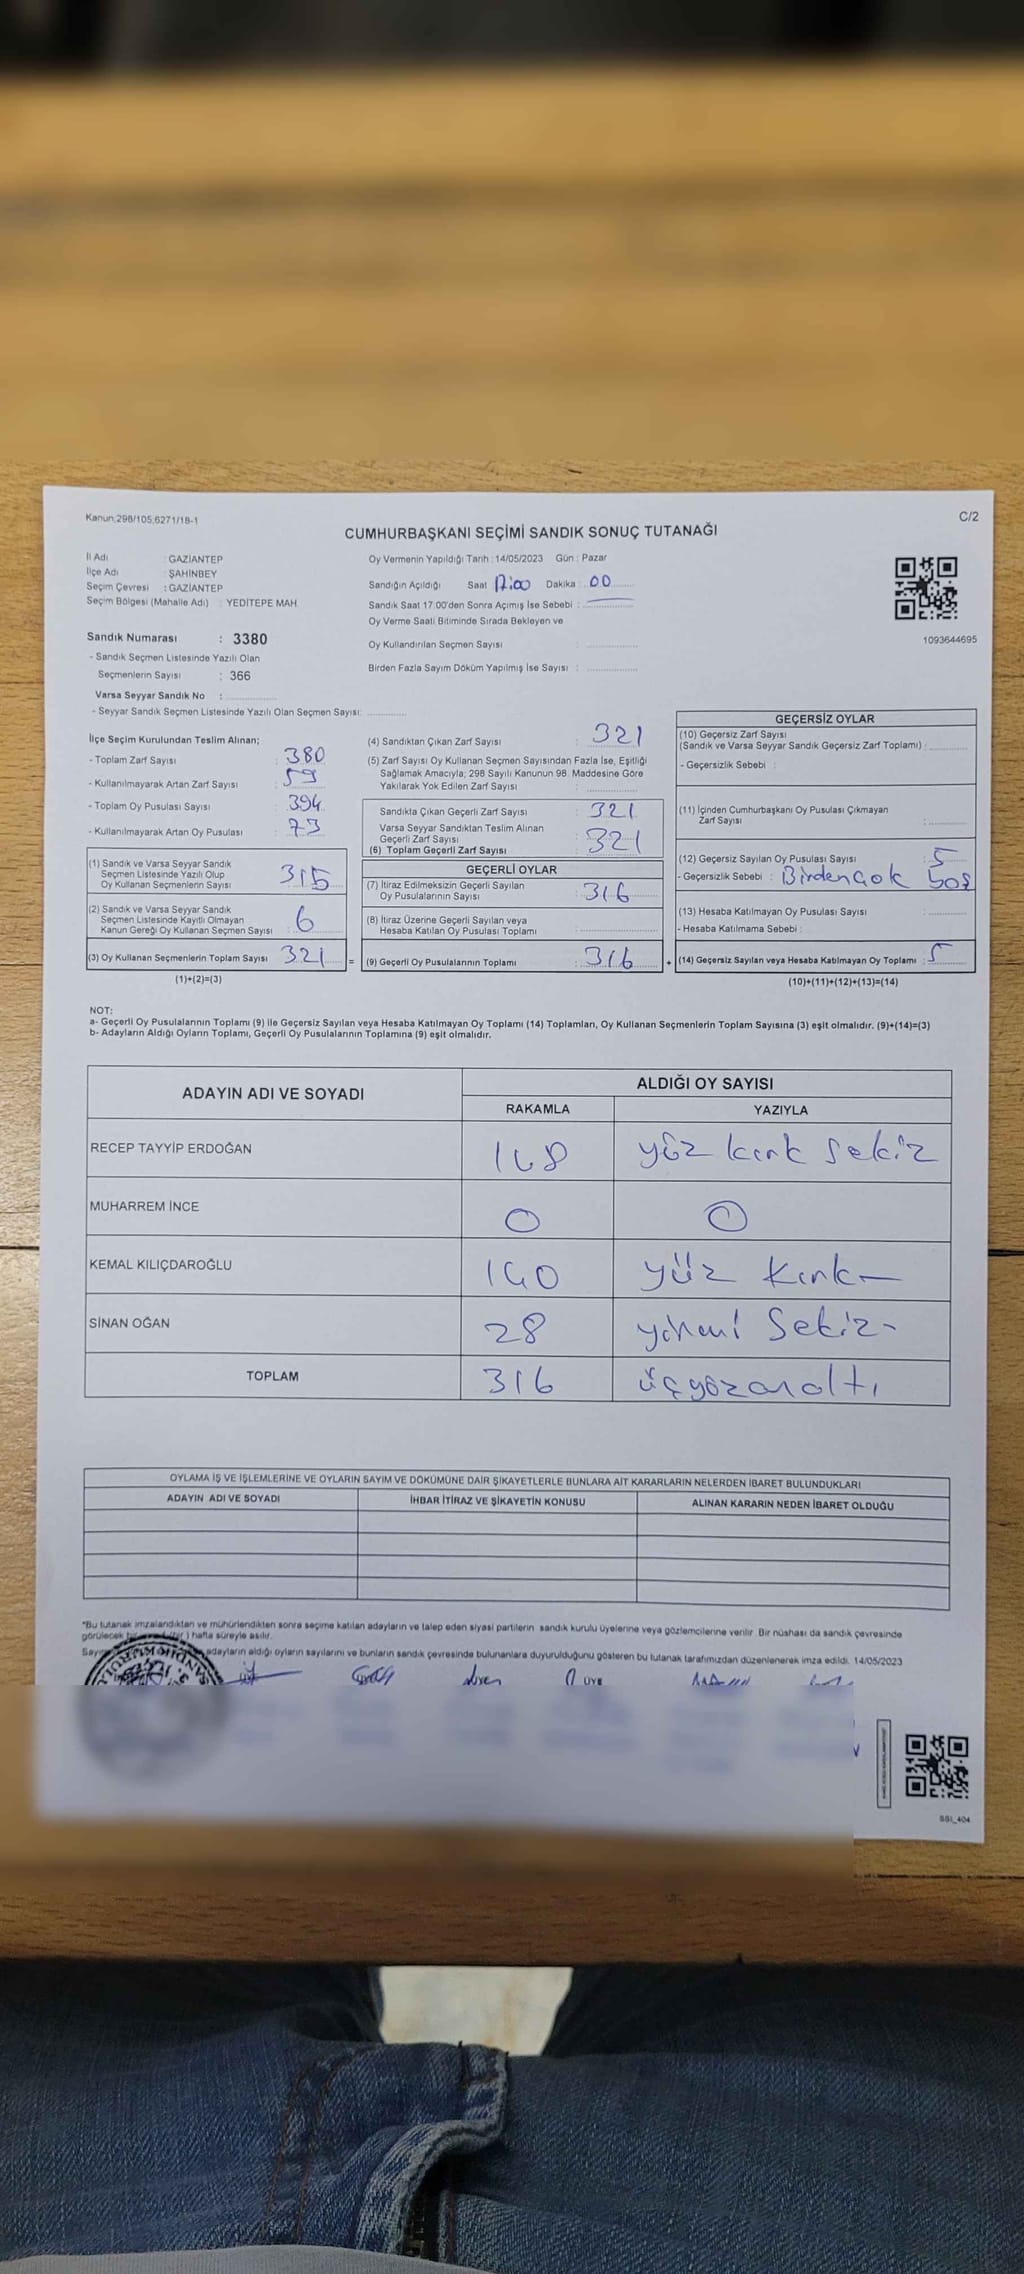 Kanun;298/105,6271/18-1
C/2
CUMHURBAŞKANI SEÇİMİ SANDIK SONUÇ TUTANAĞI
İl Adı : GAZİANTEP
İlçe Adı : ŞAHİNBEY
Seçim Çevresi : GAZİANTEP
Seçim Bölgesi (Mahalle Adı) : YEDİTEPE MAH.
Oy Vermenin Yapıldığı Tarih : 14/05/2023 Gün : Pazar
Sandığın Açıldığı Saat 17:00 Dakika : 00
Sandık Saat 17:00'den Sonra Açımış İse Sebebi :
Oy Verme Saati Bitiminde Sırada Bekleyen ve
Oy Kullandırılan Seçmen Sayısı :
Birden Fazla Sayım Döküm Yapılmış İse Sayısı :
1093644695
Sandık Numarası : 3380
- Sandık Seçmen Listesinde Yazılı Olan
Seçmenlerin Sayısı : 366
Varsa Seyyar Sandık No :
- Seyyar Sandık Seçmen Listesinde Yazılı Olan Seçmen Sayısı:
İlçe Seçim Kurulundan Teslim Alınan;
- Toplam Zarf Sayısı : 380
- Kullanılmayarak Artan Zarf Sayısı : 59
- Toplam Oy Pusulası Sayısı : 394
- Kullanılmayarak Artan Oy Pusulası : 73
(1) Sandık ve Varsa Seyyar Sandık
Seçmen Listesinde Yazılı Olup
Oy Kullanan Seçmenlerin Sayısı : 315
(2) Sandık ve Varsa Seyyar Sandık
Seçmen Listesinde Kayıtlı Olmayan
Kanun Gereği Oy Kullanan Seçmen Sayısı : 6
(3) Oy Kullanan Seçmenlerin Toplam Sayısı : 321 =
(1)+(2)=(3)
(4) Sandıktan Çıkan Zarf Sayısı : 321
(5) Zarf Sayısı Oy Kullanan Seçmen Sayısından Fazla İse, Eşitliği
Sağlamak Amacıyla; 298 Sayılı Kanunun 98. Maddesine Göre
Yakılarak Yok Edilen Zarf Sayısı :
Sandıkta Çıkan Geçerli Zarf Sayısı : 321
Varsa Seyyar Sandıktan Teslim Alınan
Geçerli Zarf Sayısı :
(6) Toplam Geçerli Zarf Sayısı : 321
GEÇERLİ OYLAR
(7) İtiraz Edilmeksizin Geçerli Sayılan
Oy Pusulalarının Sayısı : 316
(8) İtiraz Üzerine Geçerli Sayılan veya
Hesaba Katılan Oy Pusulası Toplamı :
(9) Geçerli Oy Pusulalarının Toplamı : 316 +
GEÇERSİZ OYLAR
(10) Geçersiz Zarf Sayısı
(Sandık ve Varsa Seyyar Sandık Geçersiz Zarf Toplamı) :
- Geçersizlik Sebebi :
(11) İçinden Cumhurbaşkanı Oy Pusulası Çıkmayan
Zarf Sayısı :
(12) Geçersiz Sayılan Oy Pusulası Sayısı : 5
- Geçersizlik Sebebi : Birden Çok boş
(13) Hesaba Katılmayan Oy Pusulası Sayısı :
- Hesaba Katılmama Sebebi :
(14) Geçersiz Sayılan veya Hesaba Katılmayan Oy Toplamı : 5
(10)+(11)+(12)+(13)=(14)
NOT:
a- Geçerli Oy Pusulalarının Toplamı (9) ile Geçersiz Sayılan veya Hesaba Katılmayan Oy Toplamı (14) Toplamları, Oy Kullanan Seçmenlerin Toplam Sayısına (3) eşit olmalıdır. (9)+(14)=(3)
b- Adayların Aldığı Oyların Toplamı, Geçerli Oy Pusulalarının Toplamına (9) eşit olmalıdır.
ADAYIN ADI VE SOYADI
ALDIĞI OY SAYISI
RAKAMLA YAZIYLA
RECEP TAYYİP ERDOĞAN 148 yüz kırk sekiz
MUHARREM İNCE 0 0
KEMAL KILIÇDAROĞLU 140 yüz kırk
SİNAN OĞAN 28 yirmi sekiz
TOPLAM 316 üçyüzonaltı
OYLAMA İŞ VE İŞLEMLERİNE VE OYLARIN SAYIM VE DÖKÜMÜNE DAİR ŞİKAYETLERLE BUNLARA AİT KARARLARIN NELERDEN İBARET BULUNDUKLARI
ADAYIN ADI VE SOYADI İHBAR İTİRAZ VE ŞİKAYETİN KONUSU ALINAN KARARIN NEDEN İBARET OLDUĞU
*Bu tutanak imzalandıktan ve mühürlendikten sonra seçime katılan adayların ve talep eden siyasi partilerin sandık kurulu üyelerine veya gözlemcilerine verilir. Bir nüshası da sandık çevresinde
görülecek hafta süreyle asılır.
adayların aldığı oyların sayılarını ve bunların sandık çevresinde bulunanlara duyurulduğunu gösteren bu tutanak tarafımızdan düzenlenerek imza edildi. 14/05/2023
SSI_404